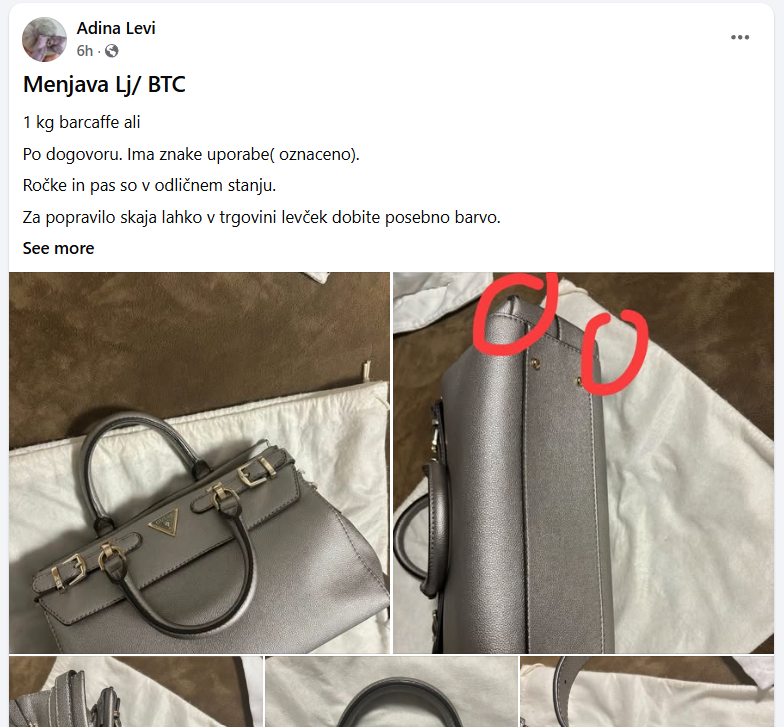 Adina Levi
6h ·
Menjava Lj/ BTC
1 kg barcaffe ali
Po dogovoru. Ima znake uporabe( oznaceno).
Ročke in pas so v odličnem stanju.
Za popravilo skaja lahko v trgovini levček dobite posebno barvo.
See more